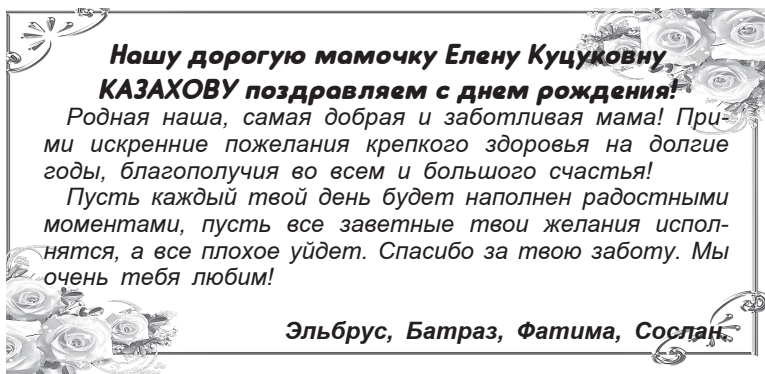 Нашу дорогую мамочку Елену Куцуковну
КАЗАХОВУ поздравляем с днем рождения!
Родная наша, самая добрая и заботливая мама! При-
ми искренние пожелания крепкого здоровья на долгие
годы, благополучия во всем и большого счастья!
Пусть каждый твой день будет наполнен радостными
моментами, пусть все заветные твои желания испол-
нятся, а все плохое уйдет. Спасибо за твою заботу. Мы
очень тебя любим!
Эльбрус, Батраз, Фатима, Сослан.